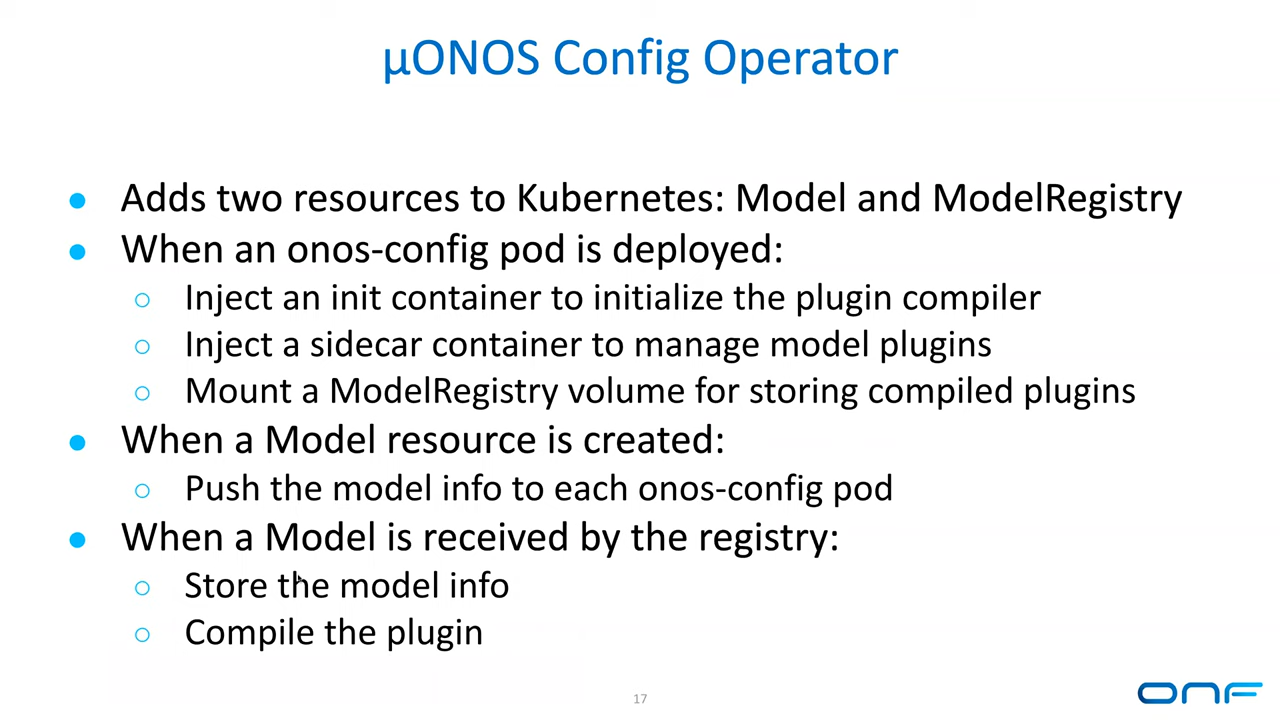 µONOS Config Operator
● Adds two resources to Kubernetes: Model and ModelRegistry
● When an onos-config pod is deployed:
○ Inject an init container to initialize the plugin compiler
○ Inject a sidecar container to manage model plugins
○ Mount a ModelRegistry volume for storing compiled plugins
● When a Model resource is created:
○ Push the model info to each onos-config pod
● When a Model is received by the registry:
○ Store the model info
○ Compile the plugin
17
ONF